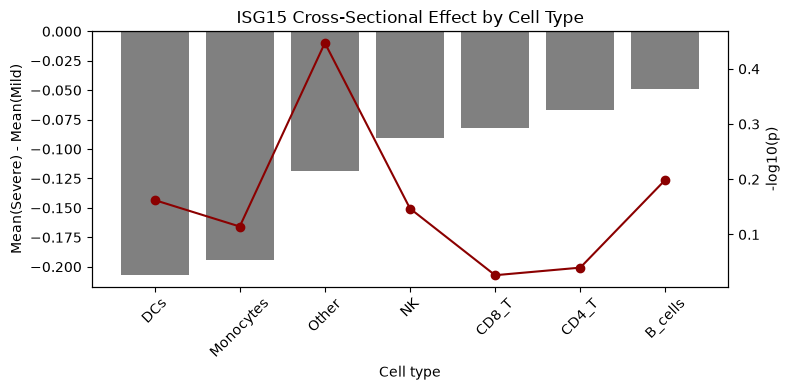 ISG15 Cross-Sectional Effect by Cell Type
Mean(Severe) - Mean(Mild)
0.000
−0.025
−0.050
−0.075
−0.100
−0.125
−0.150
−0.175
−0.200
0.4
0.3
0.2
0.1
-log10(p)
DCs
Monocytes
Other
NK
CD8_T
CD4_T
B_cells
Cell type